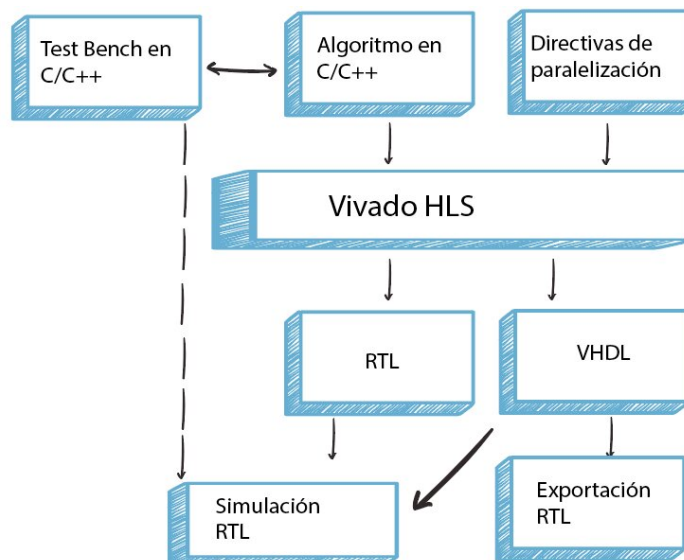 Test Bench en
C/C++
Algoritmo en
C/C++
Directivas de
paralelización
Vivado HLS
RTL
VHDL
Simulación
RTL
Exportación
RTL